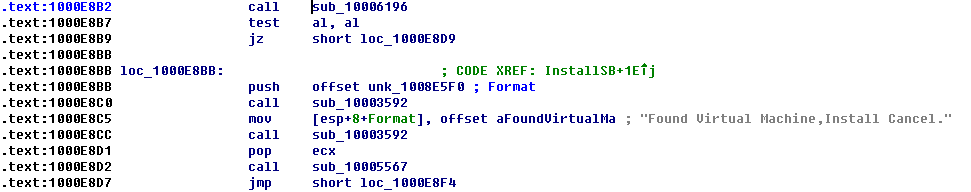 .text:1000E8B2 call sub_10006196
.text:1000E8B7 test al, al
.text:1000E8B9 jz short loc_1000E8D9
.text:1000E8BB
.text:1000E8BB loc_1000E8BB: ; CODE XREF: InstallSB+1E↑j
.text:1000E8BB push offset unk_1008E5F0 ; Format
.text:1000E8C0 call sub_10003592
.text:1000E8C5 mov [esp+8+Format], offset aFoundVirtualMa ; "Found Virtual Machine,Install Cancel."
.text:1000E8CC call sub_10003592
.text:1000E8D1 pop ecx
.text:1000E8D2 call sub_10005567
.text:1000E8D7 jmp short loc_1000E8F4